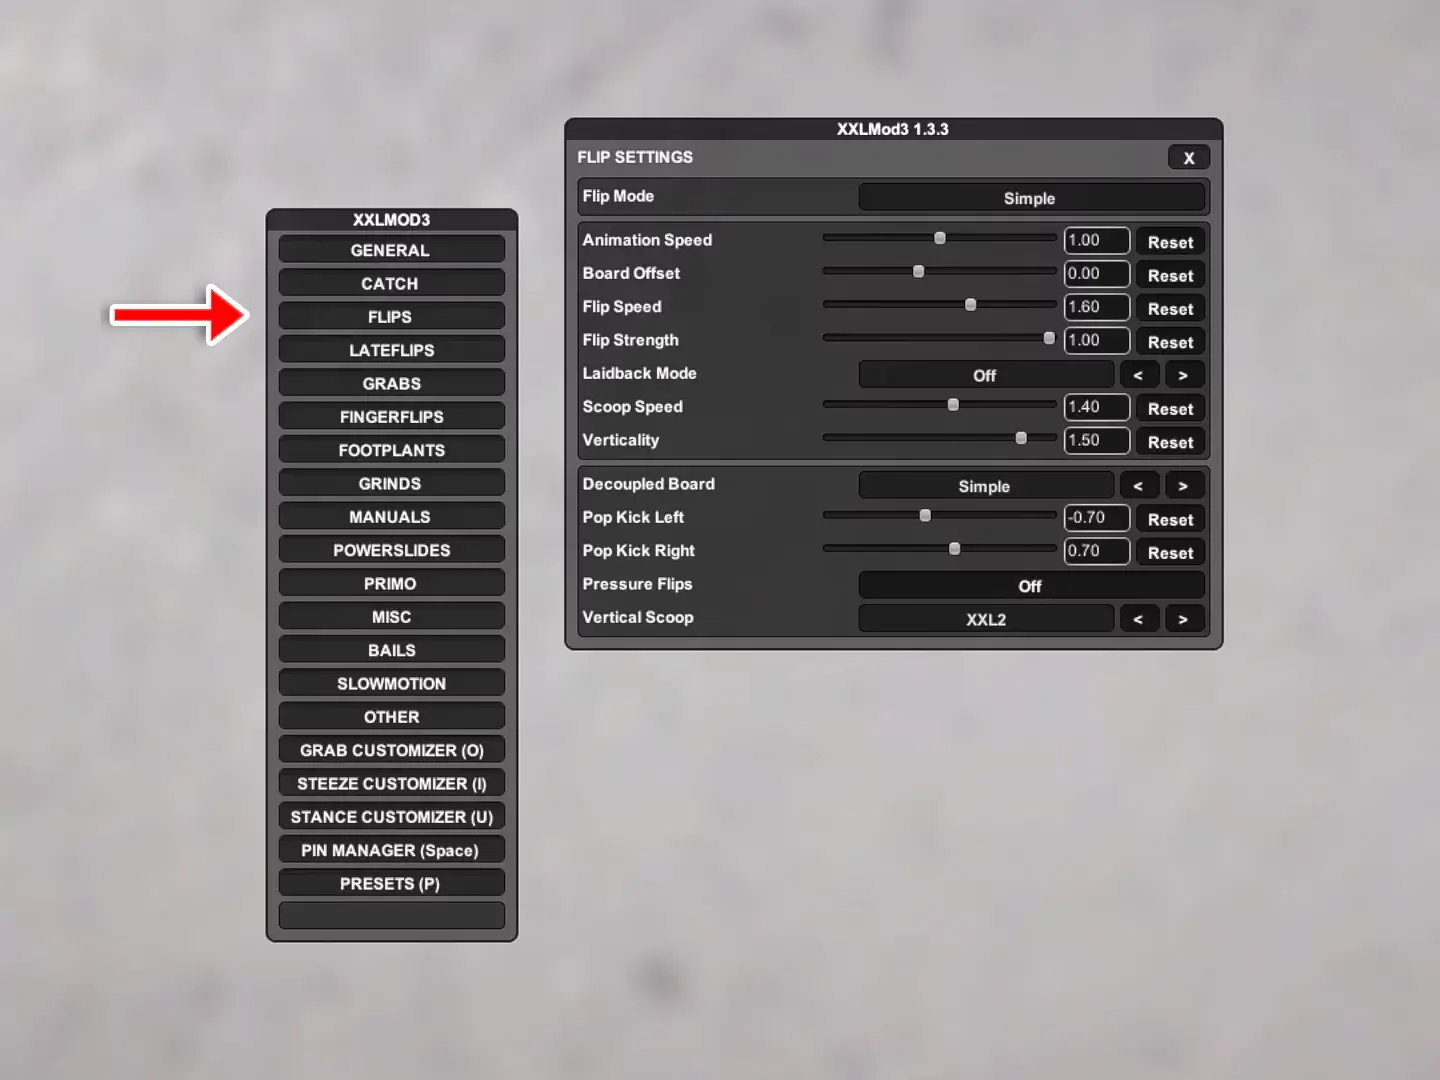 XXLMOD3
GENERAL
CATCH
FLIPS
LATEFLIPS
GRABS
FINGERFLIPS
FOOTPLANTS
GRINDS
MANUALS
POWERSLIDES
PRIMO
MISC
BAILS
SLOWMOTION
OTHER
GRAB CUSTOMIZER (O)
STEEZE CUSTOMIZER (I)
STANCE CUSTOMIZER (U)
PIN MANAGER (Space)
PRESETS (P)
XXLMod3 1.3.3
FLIP SETTINGS X
Flip Mode Simple
Animation Speed 1.00 Reset
Board Offset 0.00 Reset
Flip Speed 1.60 Reset
Flip Strength 1.00 Reset
Laidback Mode Off < >
Scoop Speed 1.40 Reset
Verticality 1.50 Reset
Decoupled Board Simple < >
Pop Kick Left -0.70 Reset
Pop Kick Right 0.70 Reset
Pressure Flips Off
Vertical Scoop XXL2 < >